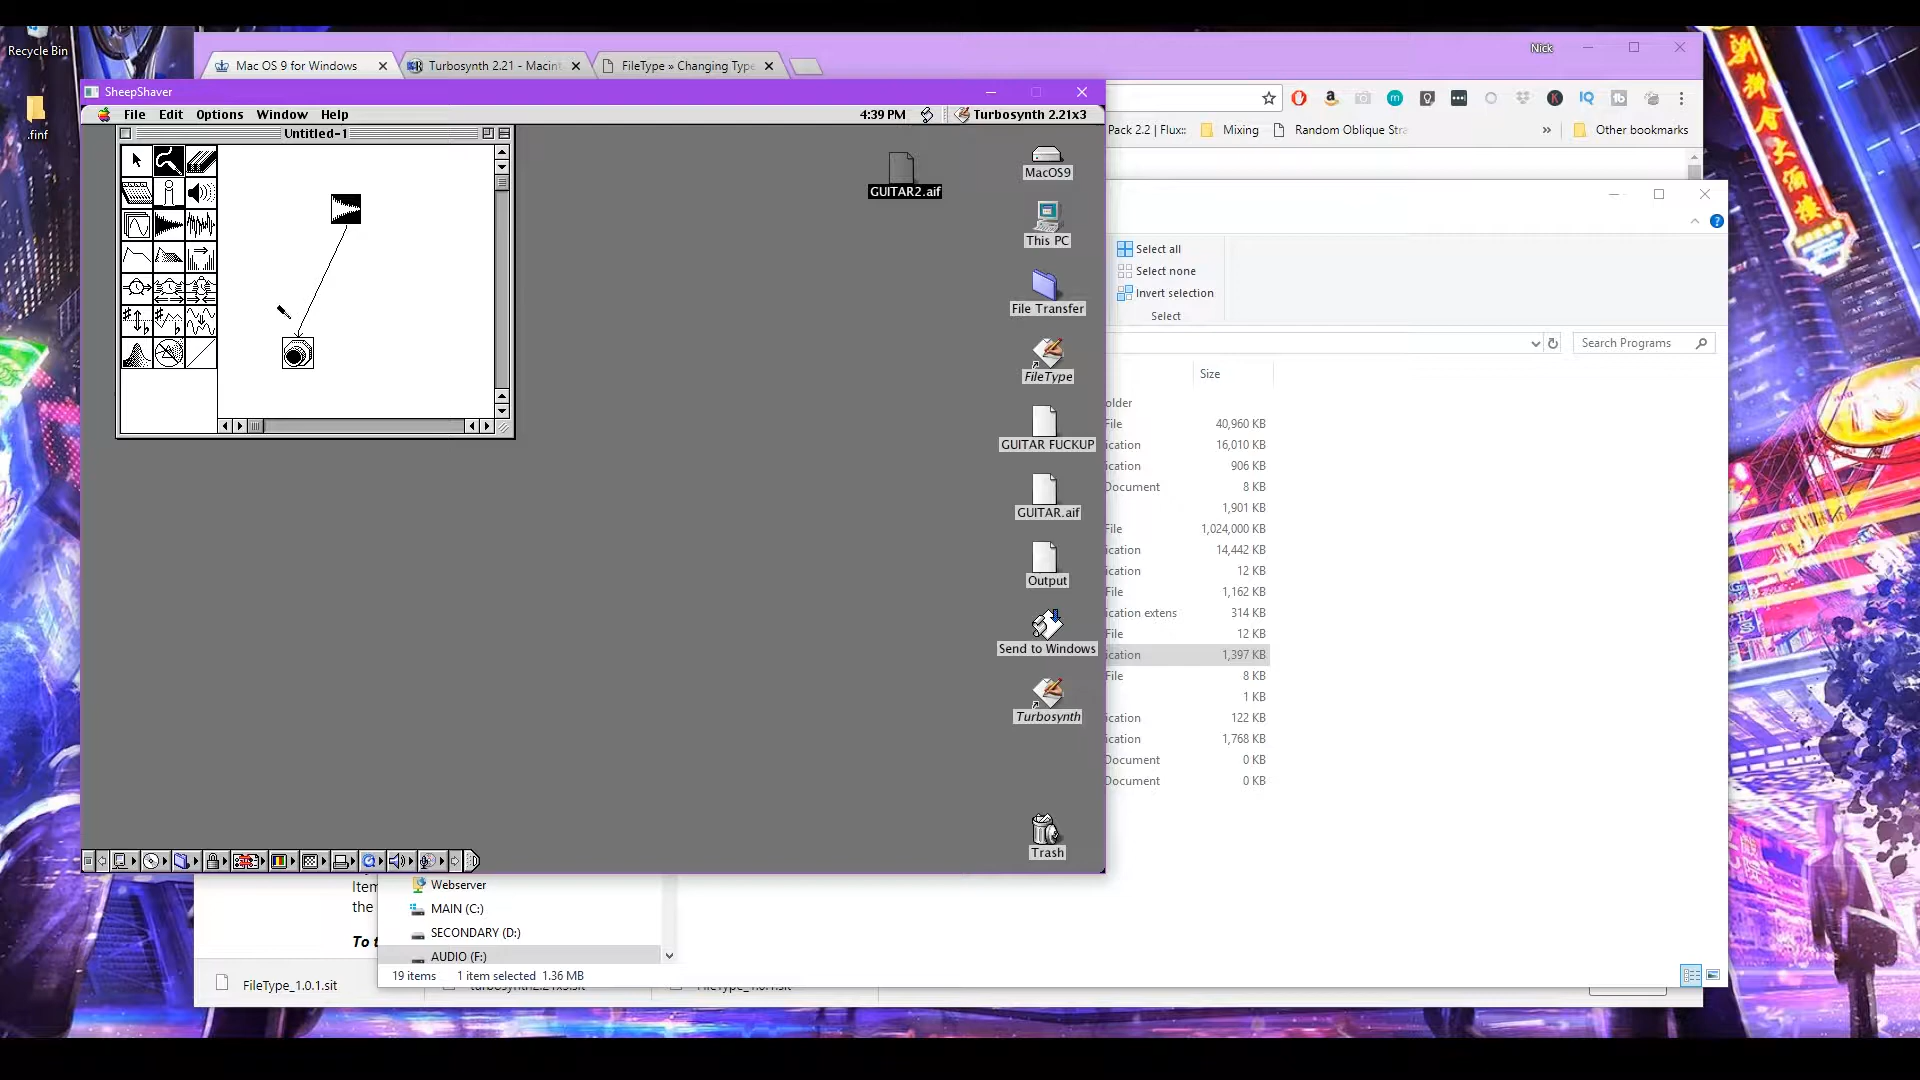 Recycle Bin
.finf
Nick
Mac OS 9 for Windows
Turbosynth 2.21 - Macint
FileType » Changing Type
SheepShaver
File Edit Options Window Help
4:39 PM
Turbosynth 2.21x3
Pack 2.2 | Flux::
Mixing
Random Oblique Stra
»
Other bookmarks
Untitled-1
GUITAR2.aif
MacOS9
This PC
File Transfer
FileType
GUITAR FUCKUP
GUITAR.aif
Output
Send to Windows
Turbosynth
Trash
Select all
Select none
Invert selection
Select
Search Programs
Size
older
File 40,960 KB
ication 16,010 KB
ication 906 KB
Document 8 KB
1,901 KB
File 1,024,000 KB
ication 14,442 KB
ication 12 KB
File 1,162 KB
ication extens 314 KB
File 12 KB
ication 1,397 KB
File 8 KB
1 KB
ication 122 KB
ication 1,768 KB
Document 0 KB
Document 0 KB
Item
the
To t
Webserver
MAIN (C:)
SECONDARY (D:)
AUDIO (F:)
19 items 1 item selected 1.36 MB
FileType_1.0.1.sit